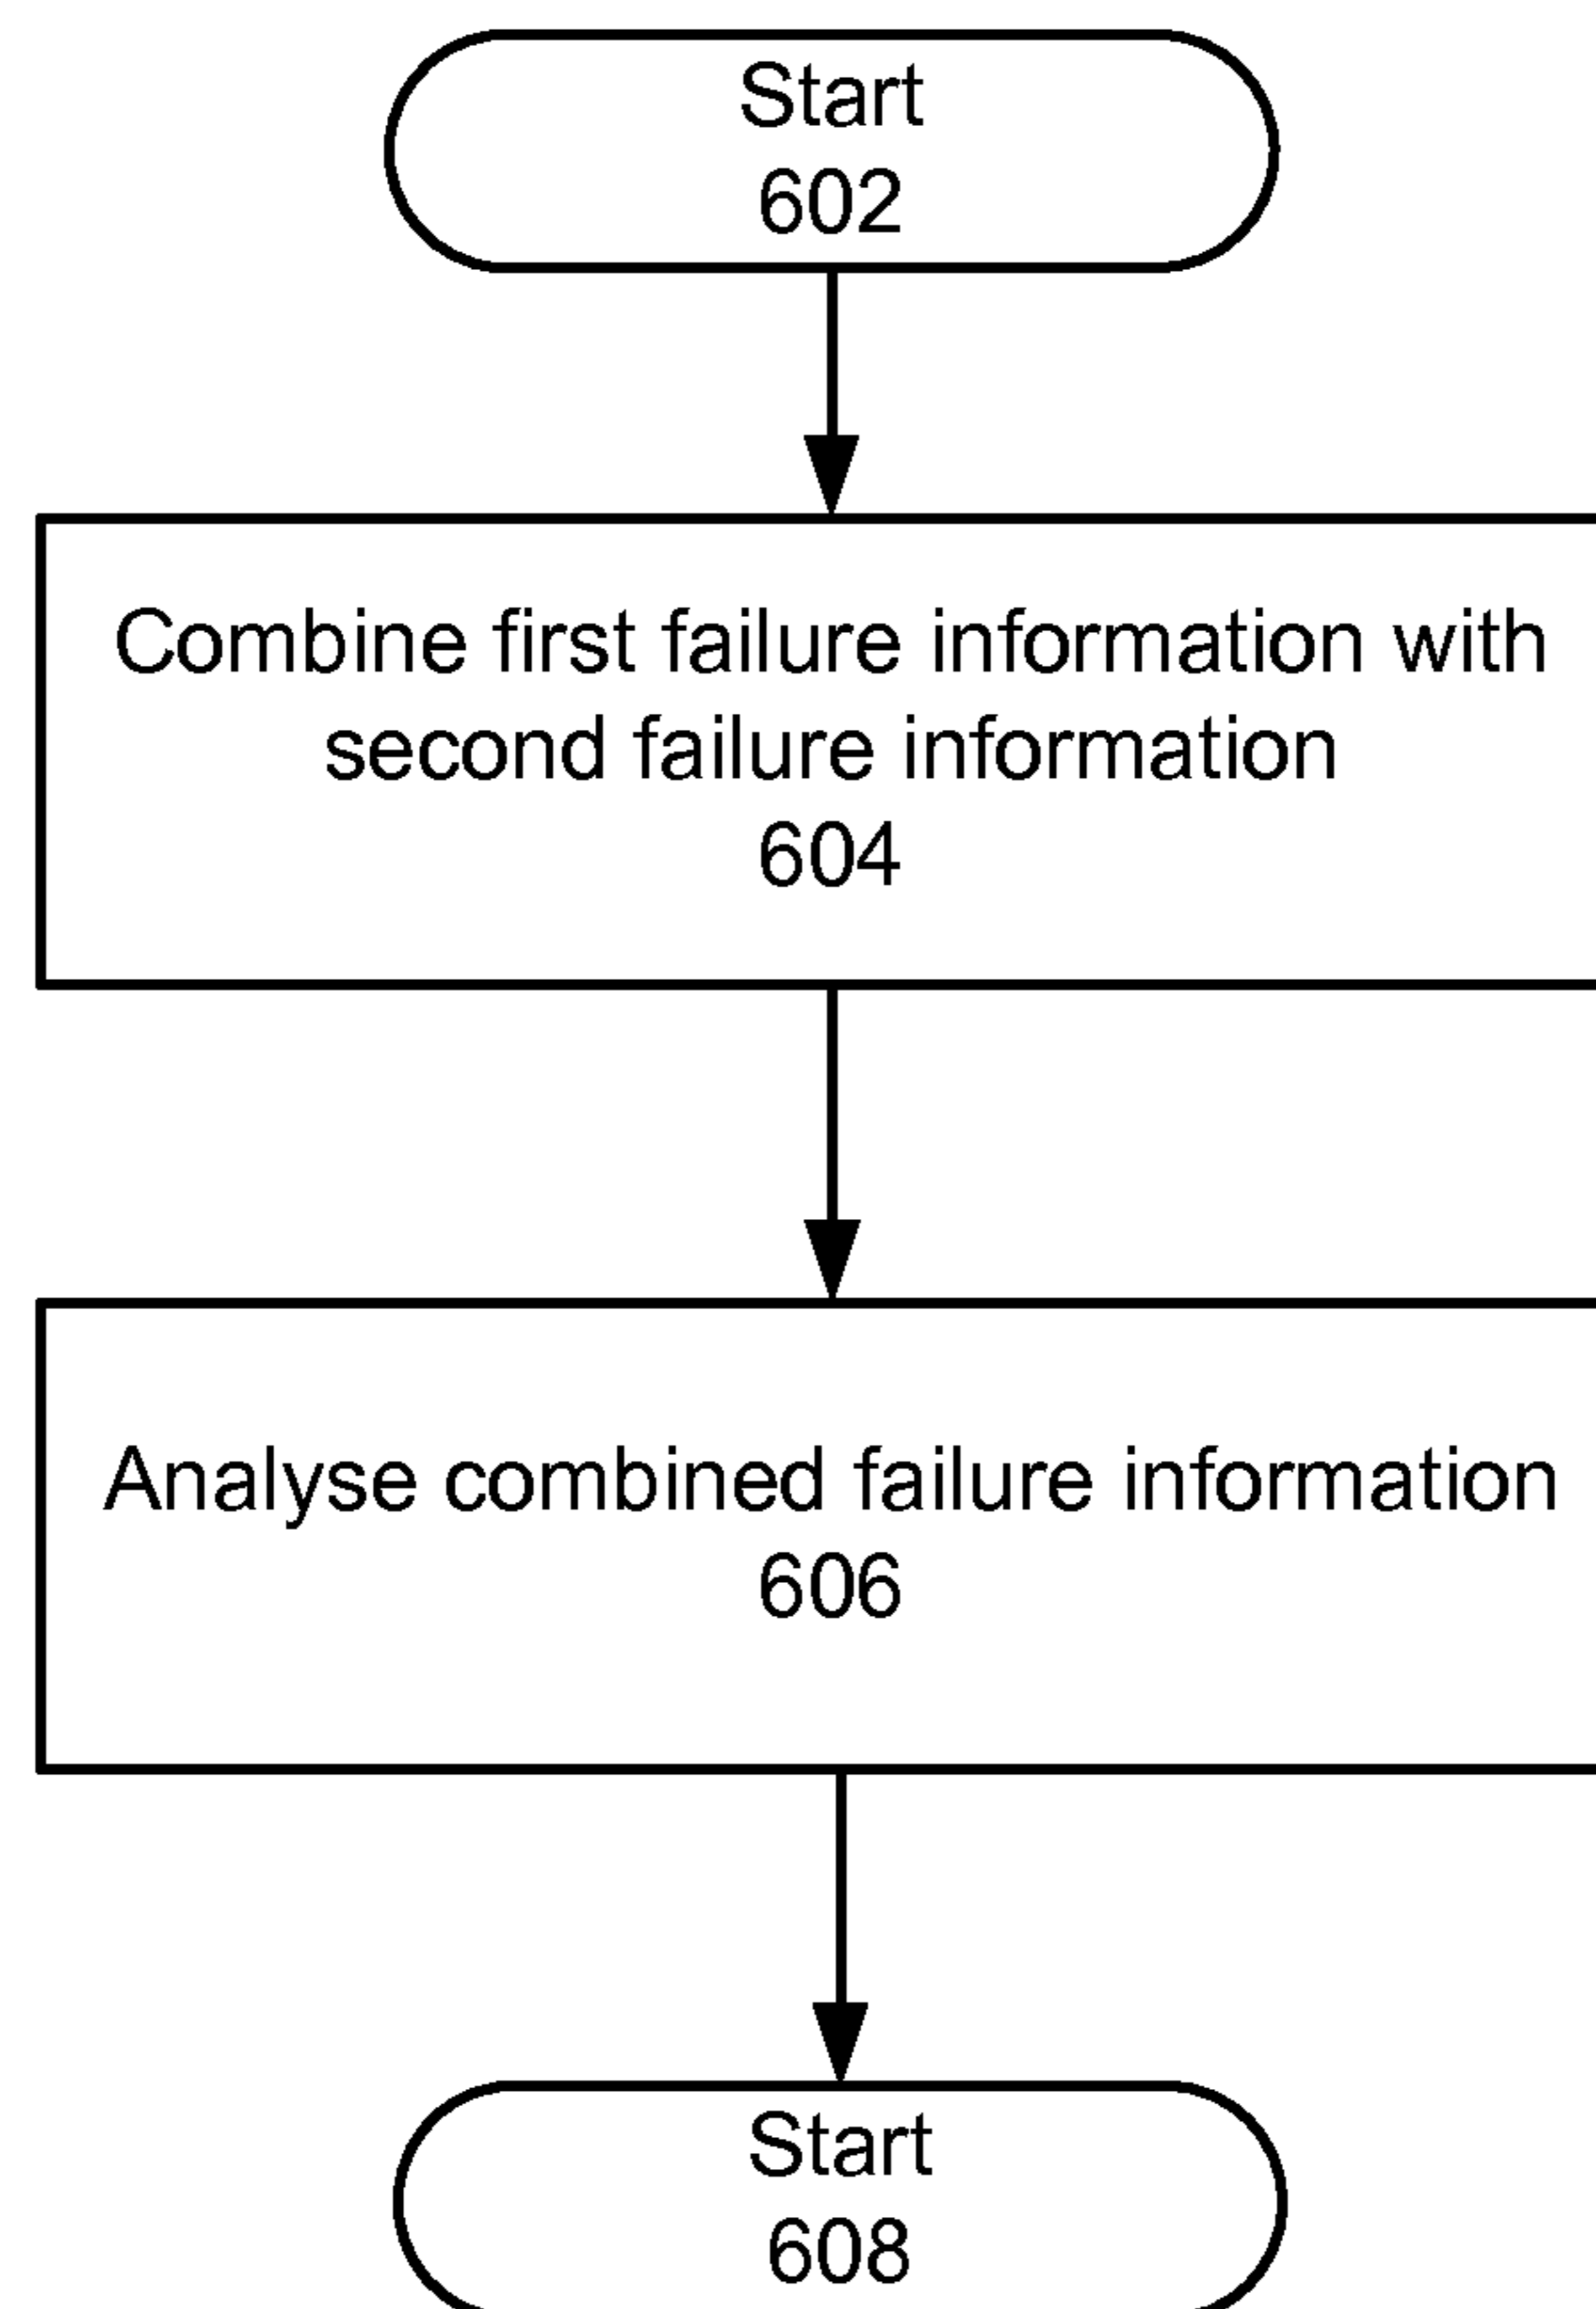 Start
602
Combine first failure information with
second failure information
604
Analyse combined failure information
606
Start
608